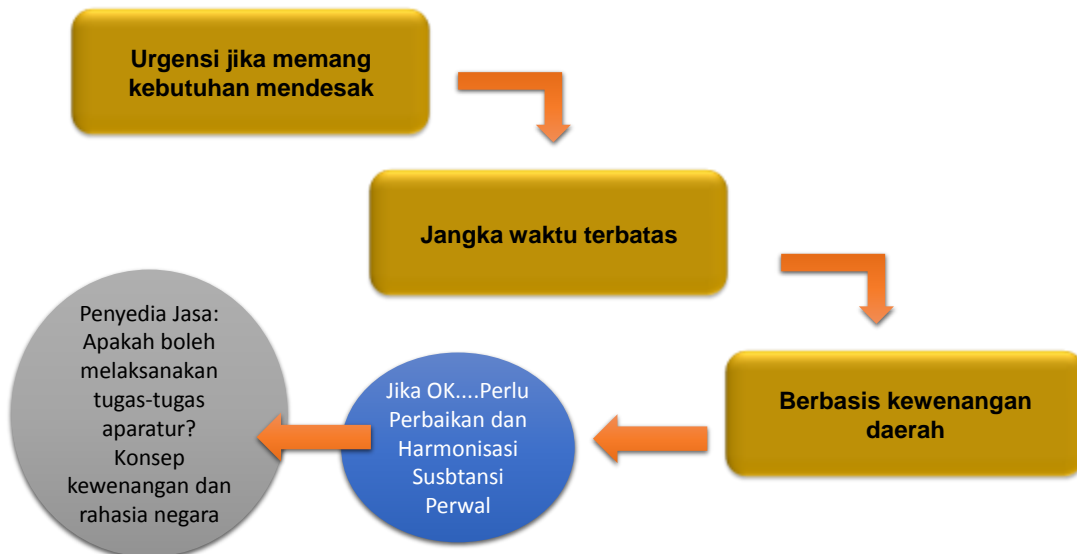 Urgensi jika memang
kebutuhan mendesak
Jangka waktu terbatas
Berbasis kewenangan
daerah
Jika OK....Perlu
Perbaikan dan
Harmonisasi
Susbtansi
Perwal
Penyedia Jasa:
Apakah boleh
melaksanakan
tugas-tugas
aparatur?
Konsep
kewenangan dan
rahasia negara